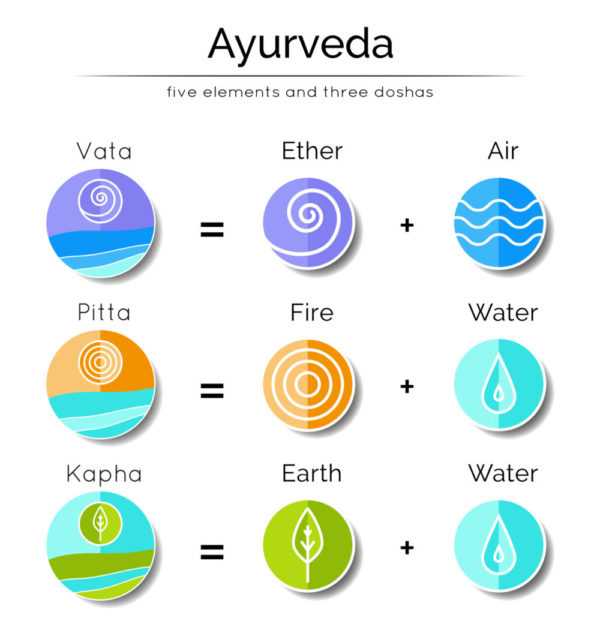 Ayurveda
five elements and three doshas
Vata Ether Air
= +
Pitta Fire Water
= +
Kapha Earth Water
= +